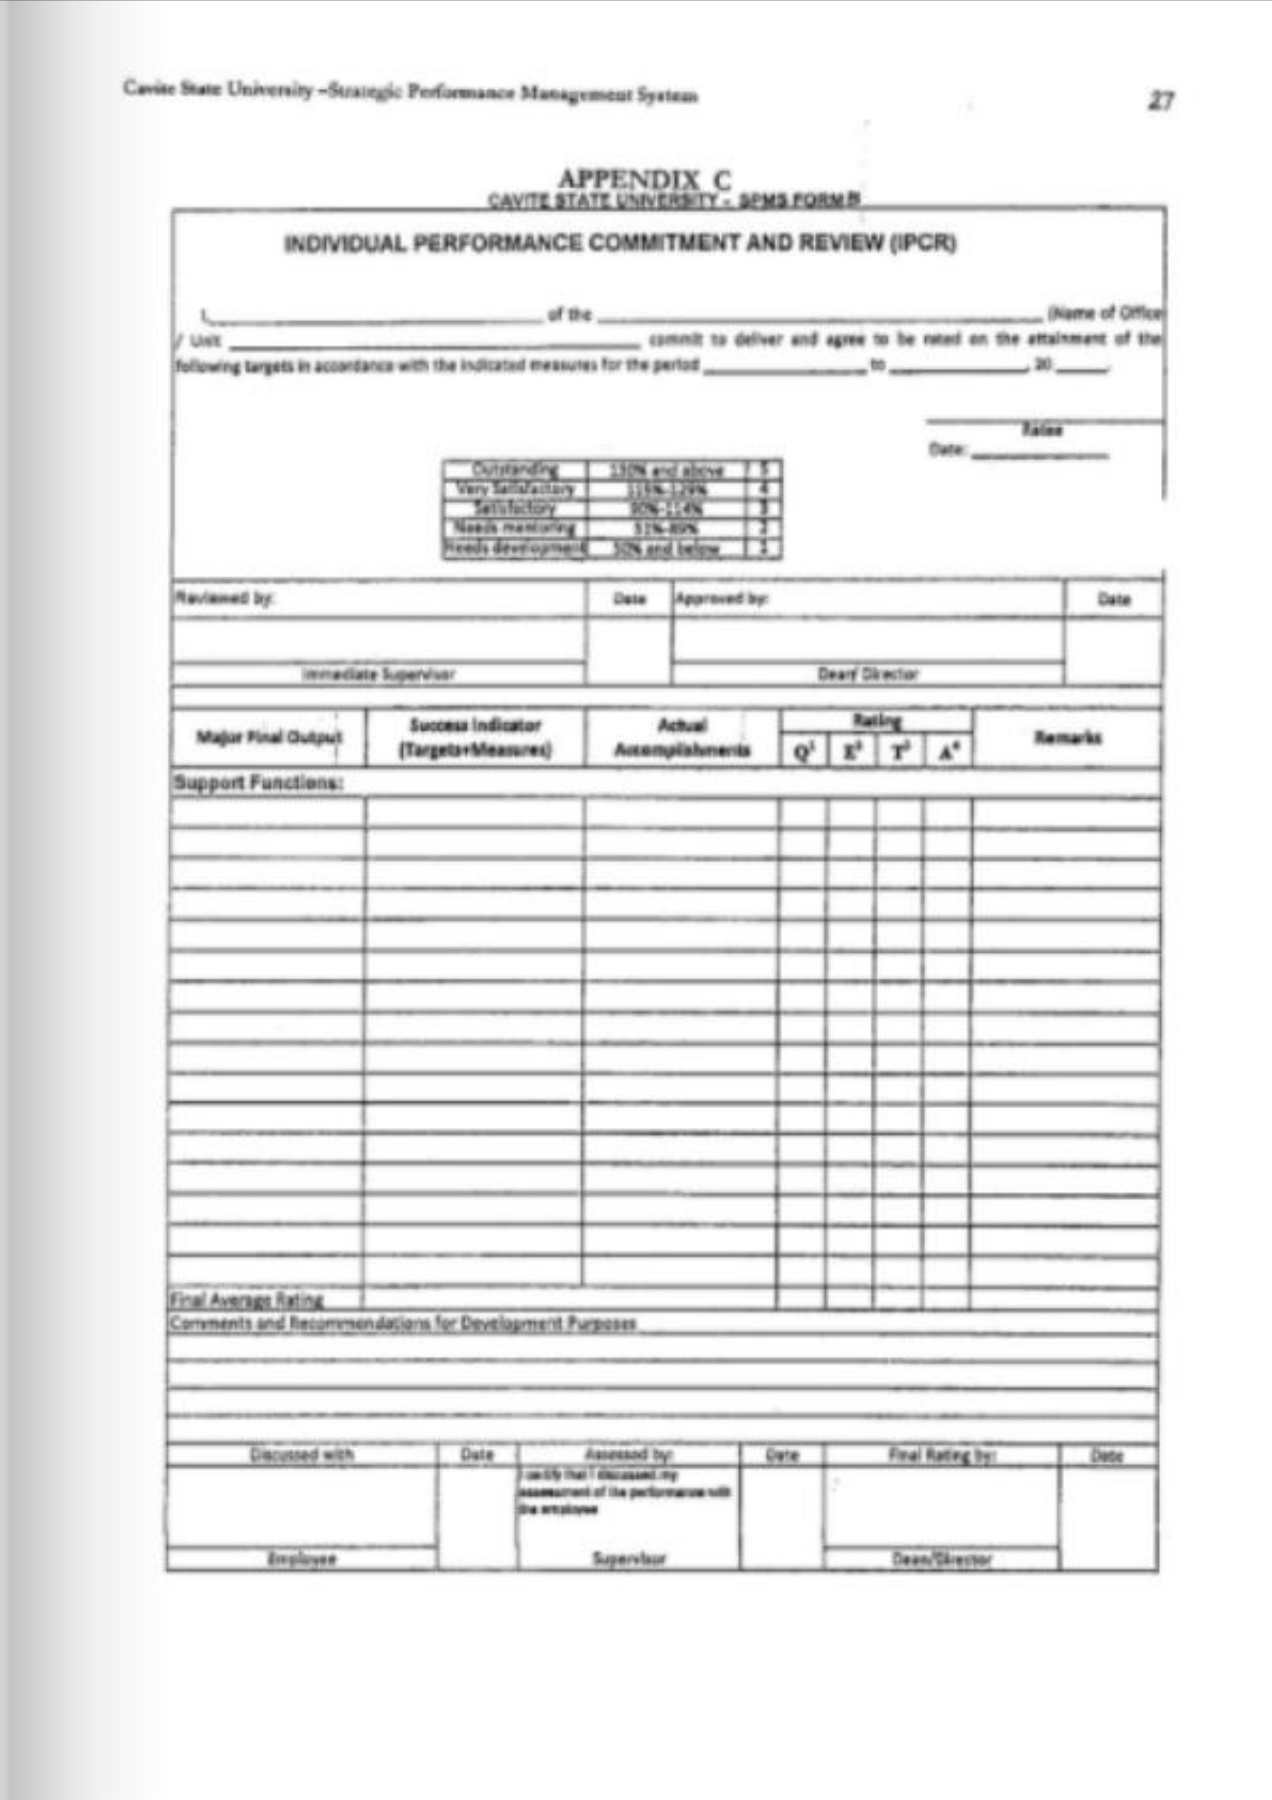 Cavite State University –Strategic Performance Management System
27
APPENDIX C
CAVITE STATE UNIVERSITY - SPMS FORM B
INDIVIDUAL PERFORMANCE COMMITMENT AND REVIEW (IPCR)
I, ____________ of the ____________ (Name of Office
/ Unit ____________ commit to deliver and agree to be rated on the attainment of the
following targets in accordance with the indicated measures for the period ________ to ________, 20 ____.
Ratee
Date: ________
Outstanding 130% and above 5
Very Satisfactory 115%-129% 4
Satisfactory 90%-114% 3
Needs mentoring 51%-89% 2
Needs development 50% and below 1
Reviewed by: Date Approved by: Date
Immediate Supervisor Dean/ Director
Major Final Output Success Indicator (Targets+Measures) Actual Accomplishments Rating Remarks
Q¹ E² T³ A⁴
Support Functions:
Final Average Rating
Comments and Recommendations for Development Purposes
Discussed with Date Assessed by: Date Final Rating by: Date
I certify that I discussed my
assessment of the performance with
the employee
Employee Supervisor Dean/Director